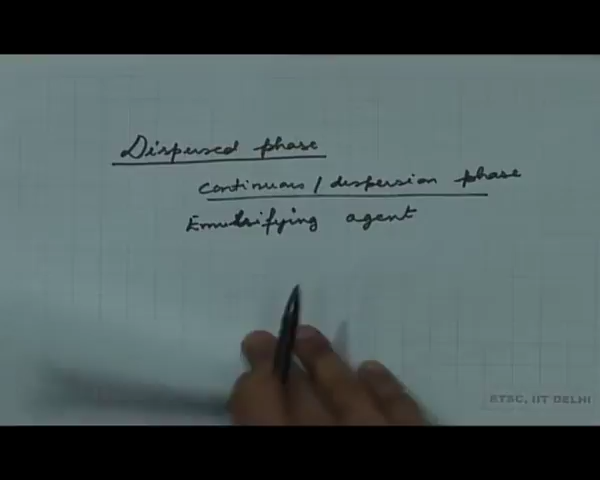 Dispersed phase
continuous / dispersion phase
Emulsifying agent
ETSC, IIT DELHI